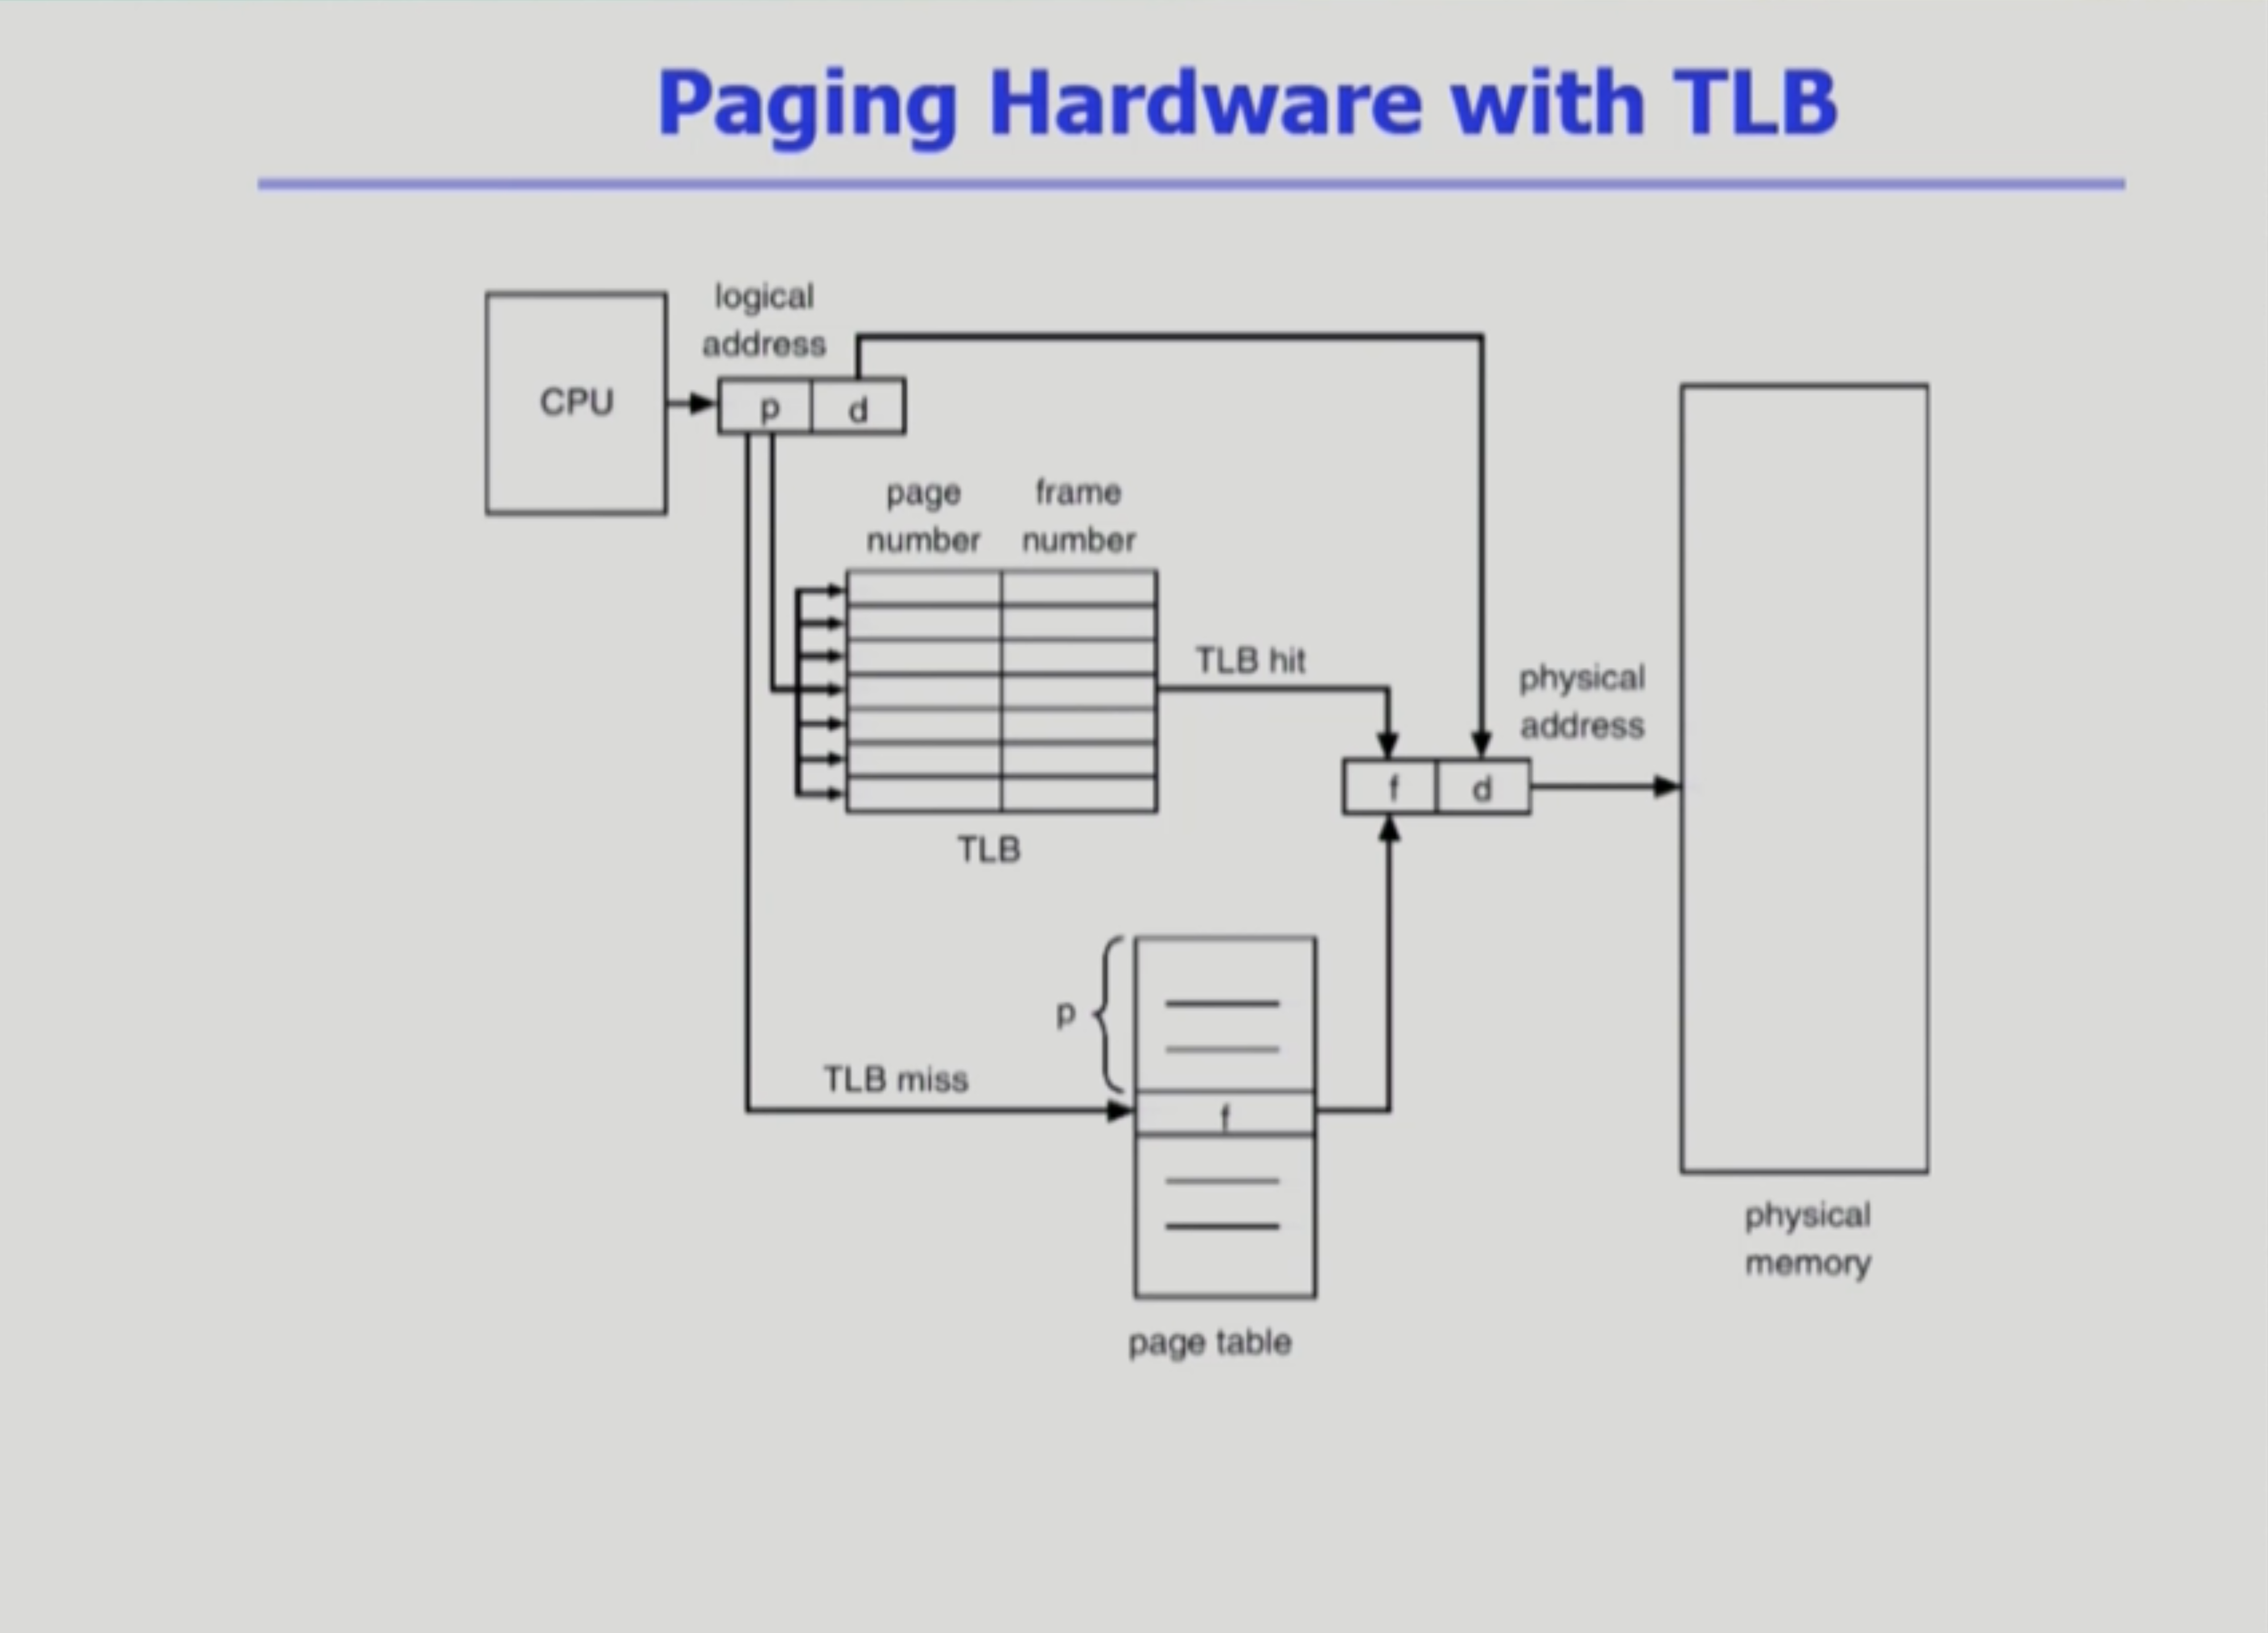 Paging Hardware with TLB
logical
address
CPU
p
d
page
number
frame
number
TLB hit
physical
address
f
d
TLB
p
TLB miss
f
physical
memory
page table